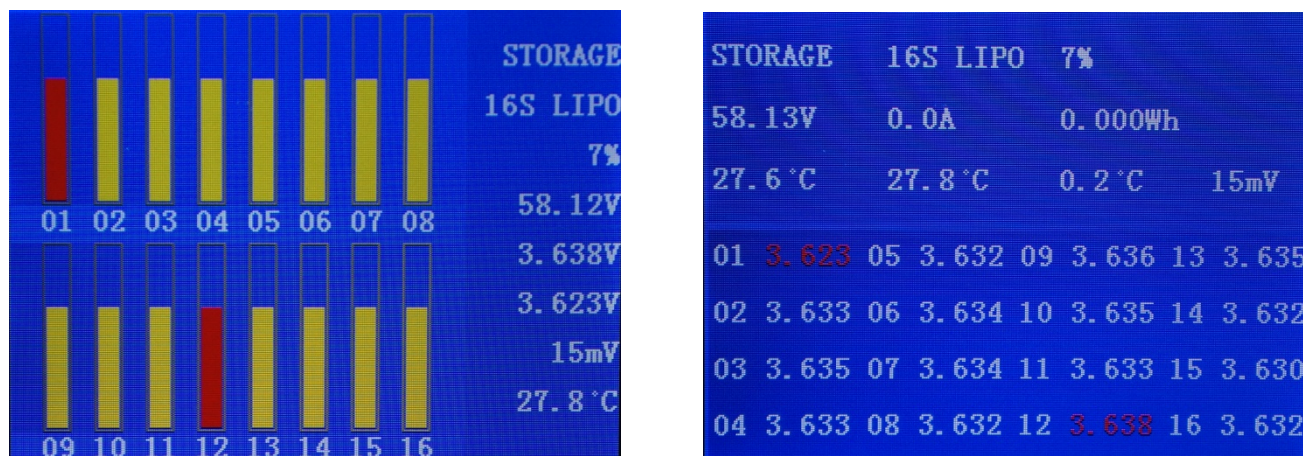 STORAGE
16S LIPO
7%
58.12V
3.638V
3.623V
15mV
27.8°C
01 02 03 04 05 06 07 08
09 10 11 12 13 14 15 16
STORAGE 16S LIPO 7%
58.13V 0.0A 0.000Wh
27.6°C 27.8°C 0.2°C 15mV
01 3.623 05 3.632 09 3.636 13 3.635
02 3.633 06 3.634 10 3.635 14 3.632
03 3.635 07 3.634 11 3.633 15 3.630
04 3.633 08 3.632 12 3.638 16 3.632